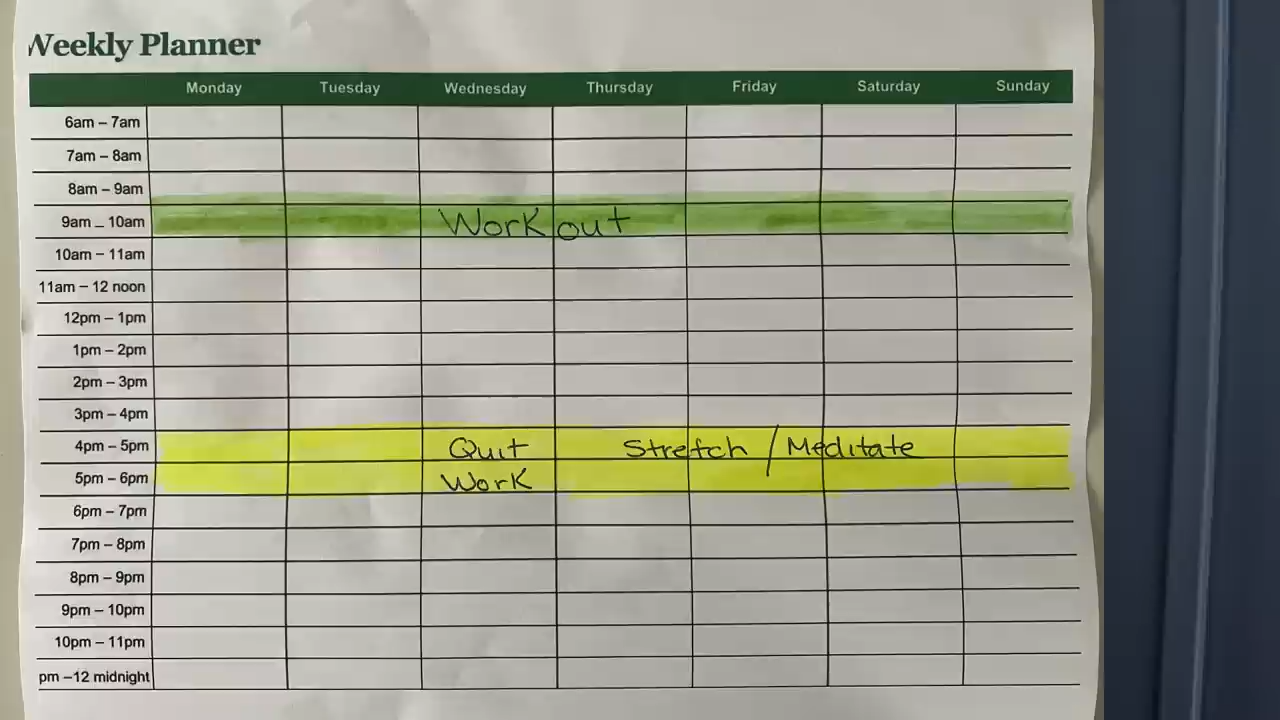 Weekly Planner
Monday Tuesday Wednesday Thursday Friday Saturday Sunday
6am – 7am
7am – 8am
8am – 9am
9am – 10am Work out
10am – 11am
11am – 12 noon
12pm – 1pm
1pm – 2pm
2pm – 3pm
3pm – 4pm
4pm – 5pm Quit Stretch / Meditate
5pm – 6pm Work
6pm – 7pm
7pm – 8pm
8pm – 9pm
9pm – 10pm
10pm – 11pm
pm –12 midnight